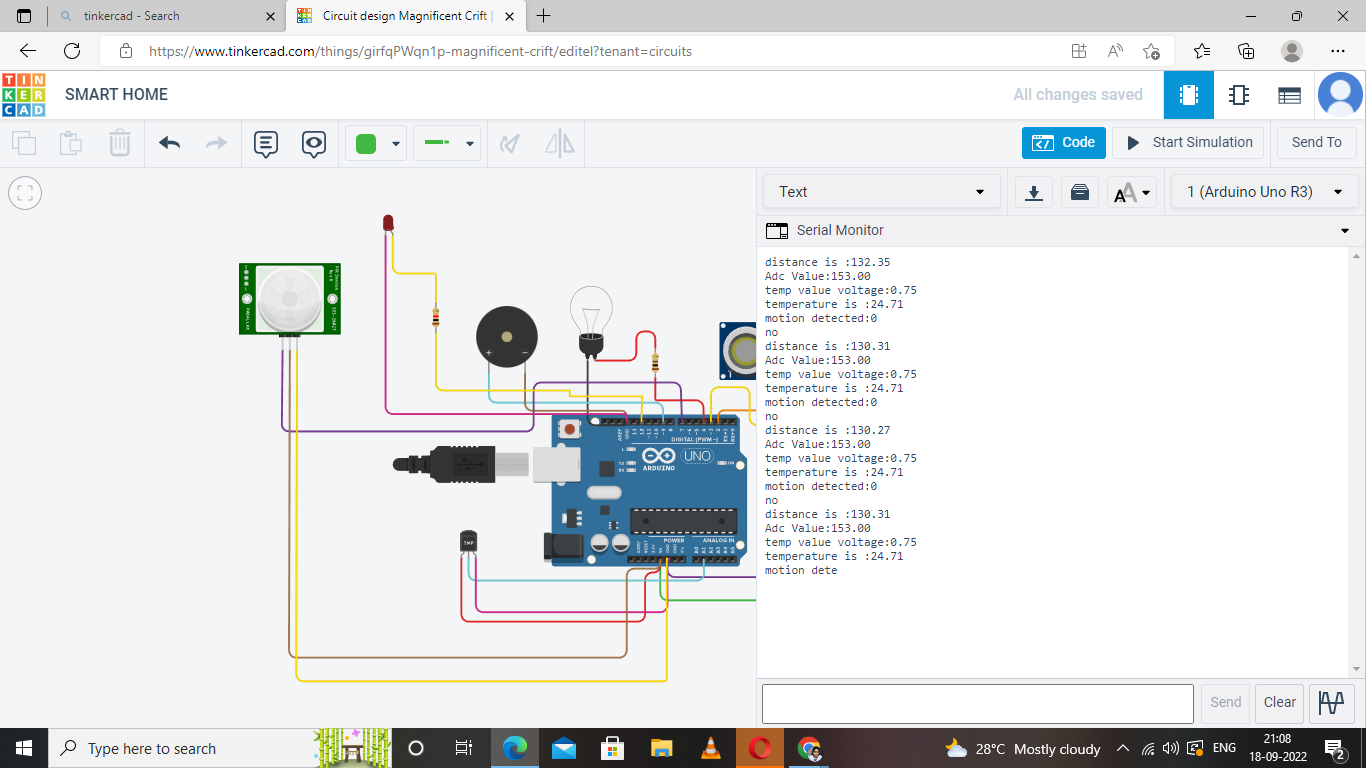 tinkercad - Search
Circuit design Magnificent Crift |
https://www.tinkercad.com/things/girfqPWqn1p-magnificent-crift/editel?tenant=circuits
TIN
KER
CAD
SMART HOME
All changes saved
Code
Start Simulation
Send To
Text
1 (Arduino Uno R3)
Serial Monitor
distance is :132.35
Adc Value:153.00
temp value voltage:0.75
temperature is :24.71
motion detected:0
no
distance is :130.31
Adc Value:153.00
temp value voltage:0.75
temperature is :24.71
motion detected:0
no
distance is :130.27
Adc Value:153.00
temp value voltage:0.75
temperature is :24.71
motion detected:0
no
distance is :130.31
Adc Value:153.00
temp value voltage:0.75
temperature is :24.71
motion dete
DIGITAL (PWM~)
ARDUINO
UNO
POWER
ANALOG IN
TMP
Send
Clear
Type here to search
28°C Mostly cloudy
ENG
21:08
18-09-2022
2